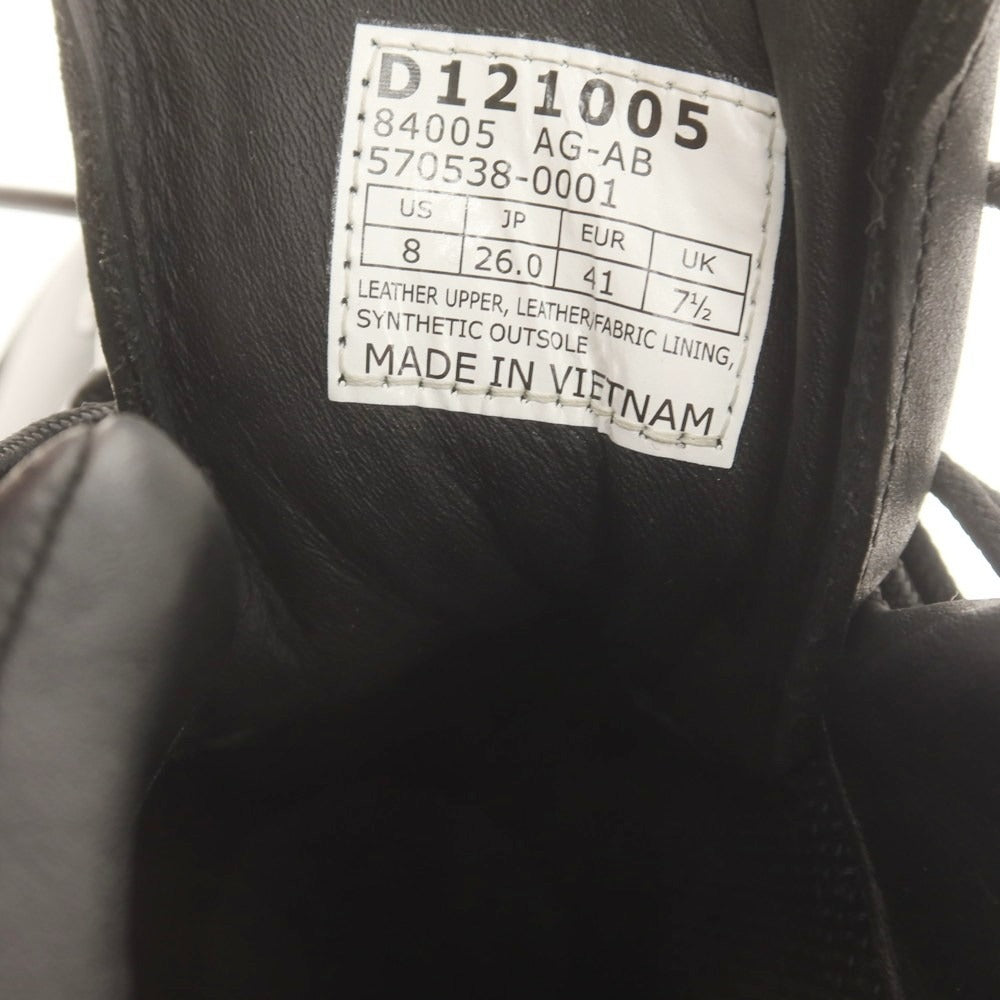 D121005
84005 AG-AB
570538-0001
US JP EUR UK
8 26.0 41 7½
LEATHER UPPER, LEATHER/FABRIC LINING,
SYNTHETIC OUTSOLE
MADE IN VIETNAM